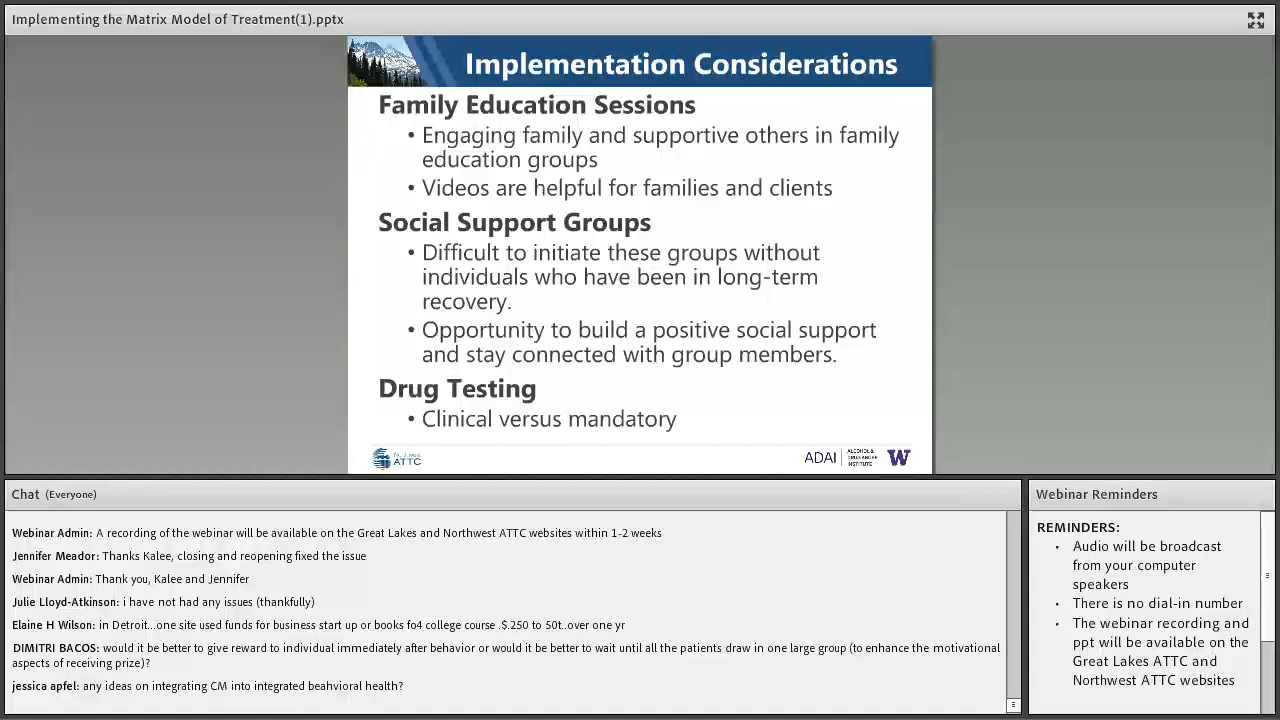 Implementing the Matrix Model of Treatment(1).pptx
Implementation Considerations
Family Education Sessions
• Engaging family and supportive others in family
education groups
• Videos are helpful for families and clients
Social Support Groups
• Difficult to initiate these groups without
individuals who have been in long-term
recovery.
• Opportunity to build a positive social support
and stay connected with group members.
Drug Testing
• Clinical versus mandatory
Northwest
ATTC
ADAI
ALCOHOL &
DRUG ABUSE
INSTITUTE
W
Chat (Everyone)
Webinar Admin: A recording of the webinar will be available on the Great Lakes and Northwest ATTC websites within 1-2 weeks
Jennifer Meador: Thanks Kalee, closing and reopening fixed the issue
Webinar Admin: Thank you, Kalee and Jennifer
Julie Lloyd-Atkinson: i have not had any issues (thankfully)
Elaine H Wilson: in Detroit...one site used funds for business start up or books fo4 college course .$.250 to 50t..over one yr
DIMITRI BACOS: would it be better to give reward to individual immediately after behavior or would it be better to wait until all the patients draw in one large group (to enhance the motivational
aspects of receiving prize)?
jessica apfel: any ideas on integrating CM into integrated beahvioral health?
Webinar Reminders
REMINDERS:
• Audio will be broadcast
from your computer
speakers
• There is no dial-in number
• The webinar recording and
ppt will be available on the
Great Lakes ATTC and
Northwest ATTC websites